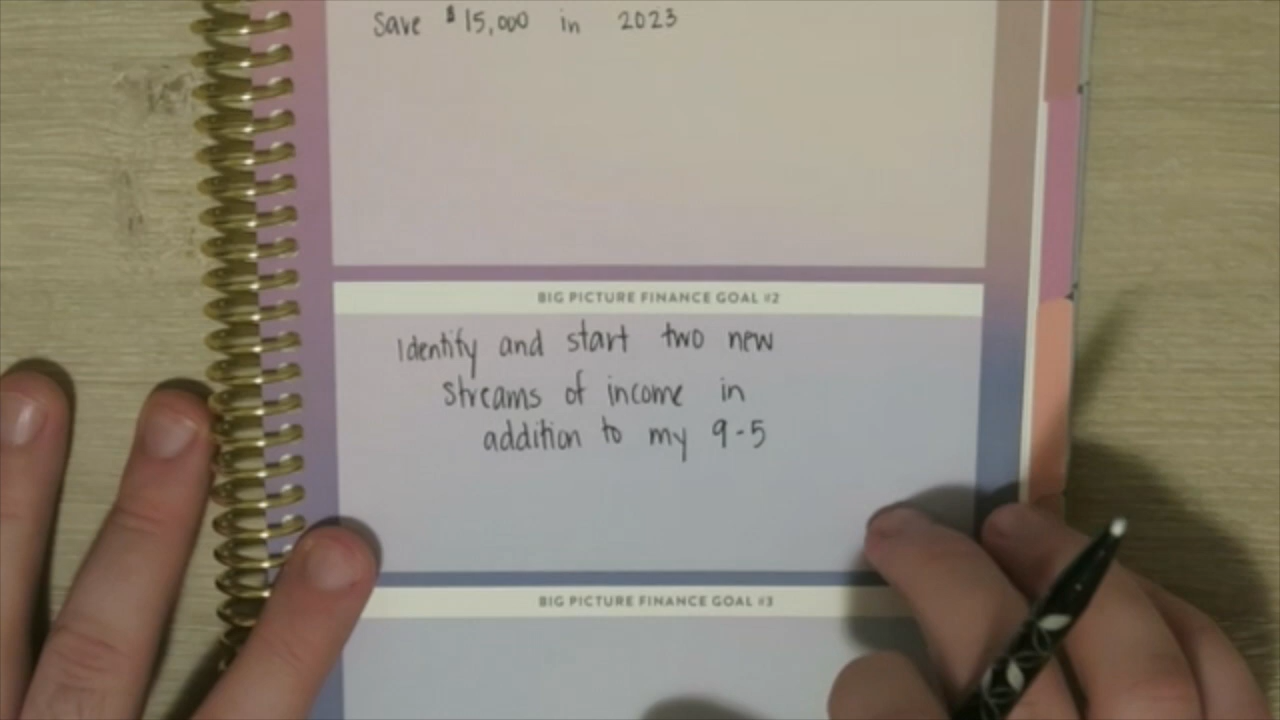 Save $15,000 in 2023
BIG PICTURE FINANCE GOAL #2
Identify and start two new
streams of income in
addition to my 9-5
BIG PICTURE FINANCE GOAL #3